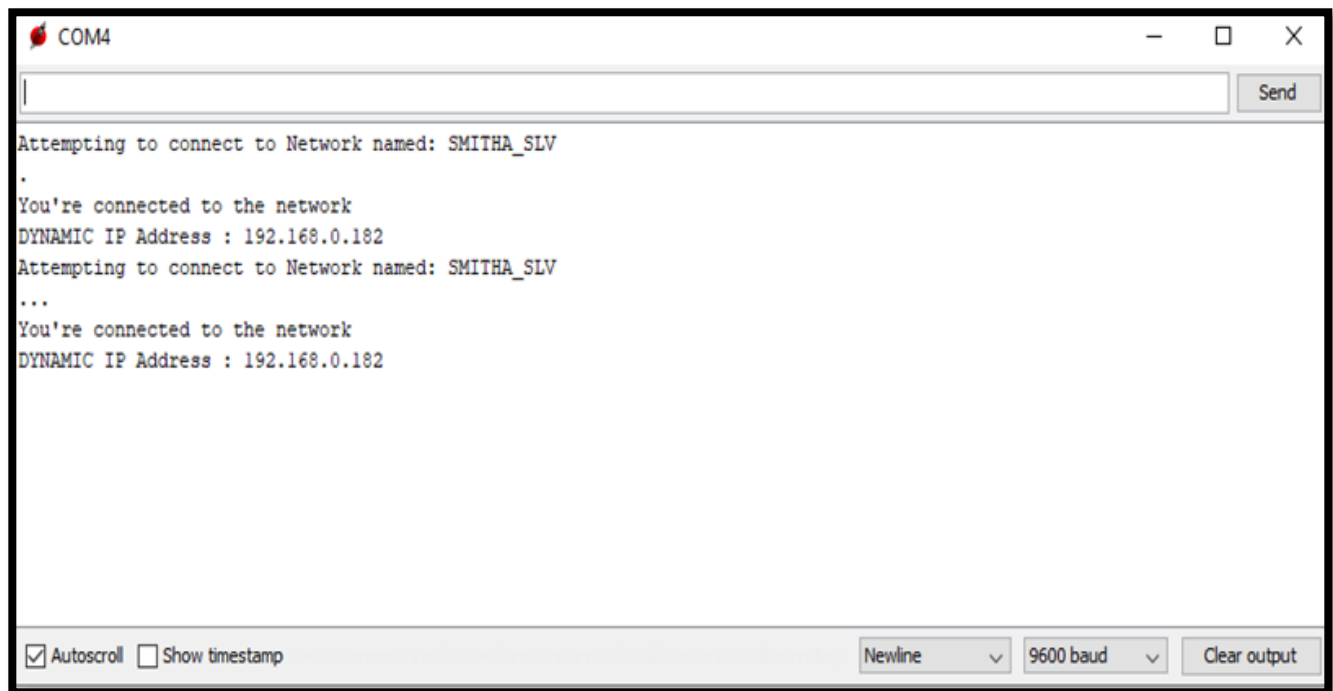 COM4
Send
Attempting to connect to Network named: SMITHA_SLV
.
You're connected to the network
DYNAMIC IP Address : 192.168.0.182
Attempting to connect to Network named: SMITHA_SLV
...
You're connected to the network
DYNAMIC IP Address : 192.168.0.182
Autoscroll Show timestamp Newline 9600 baud Clear output